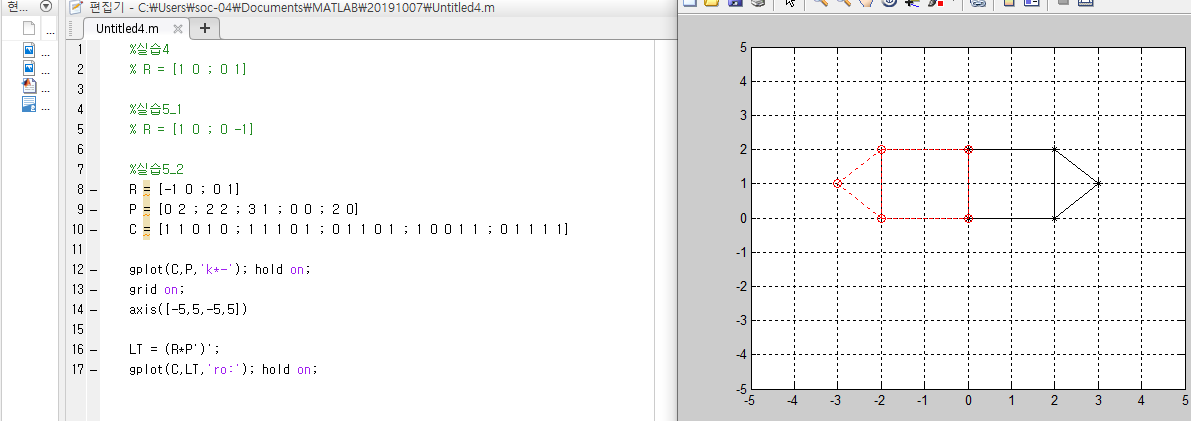 현...
편집기 - C:₩Users₩soc-04₩Documents₩MATLAB₩20191007₩Untitled4.m
Untitled4.m × +
...
...
...
...
...
1 %실습4
2 % R = [1 0 ; 0 1]
3
4 %실습5_1
5 % R = [1 0 ; 0 -1]
6
7 %실습5_2
8 – R = [-1 0 ; 0 1]
9 – P = [0 2 ; 2 2 ; 3 1 ; 0 0 ; 2 0]
10 – C = [1 1 0 1 0 ; 1 1 1 0 1 ; 0 1 1 0 1 ; 1 0 0 1 1 ; 0 1 1 1 1]
11
12 – gplot(C,P,'k*-'); hold on;
13 – grid on;
14 – axis([-5,5,-5,5])
15
16 – LT = (R*P')';
17 – gplot(C,LT,'ro:'); hold on;
5
4
3
2
1
0
-1
-2
-3
-4
-5
-5 -4 -3 -2 -1 0 1 2 3 4 5